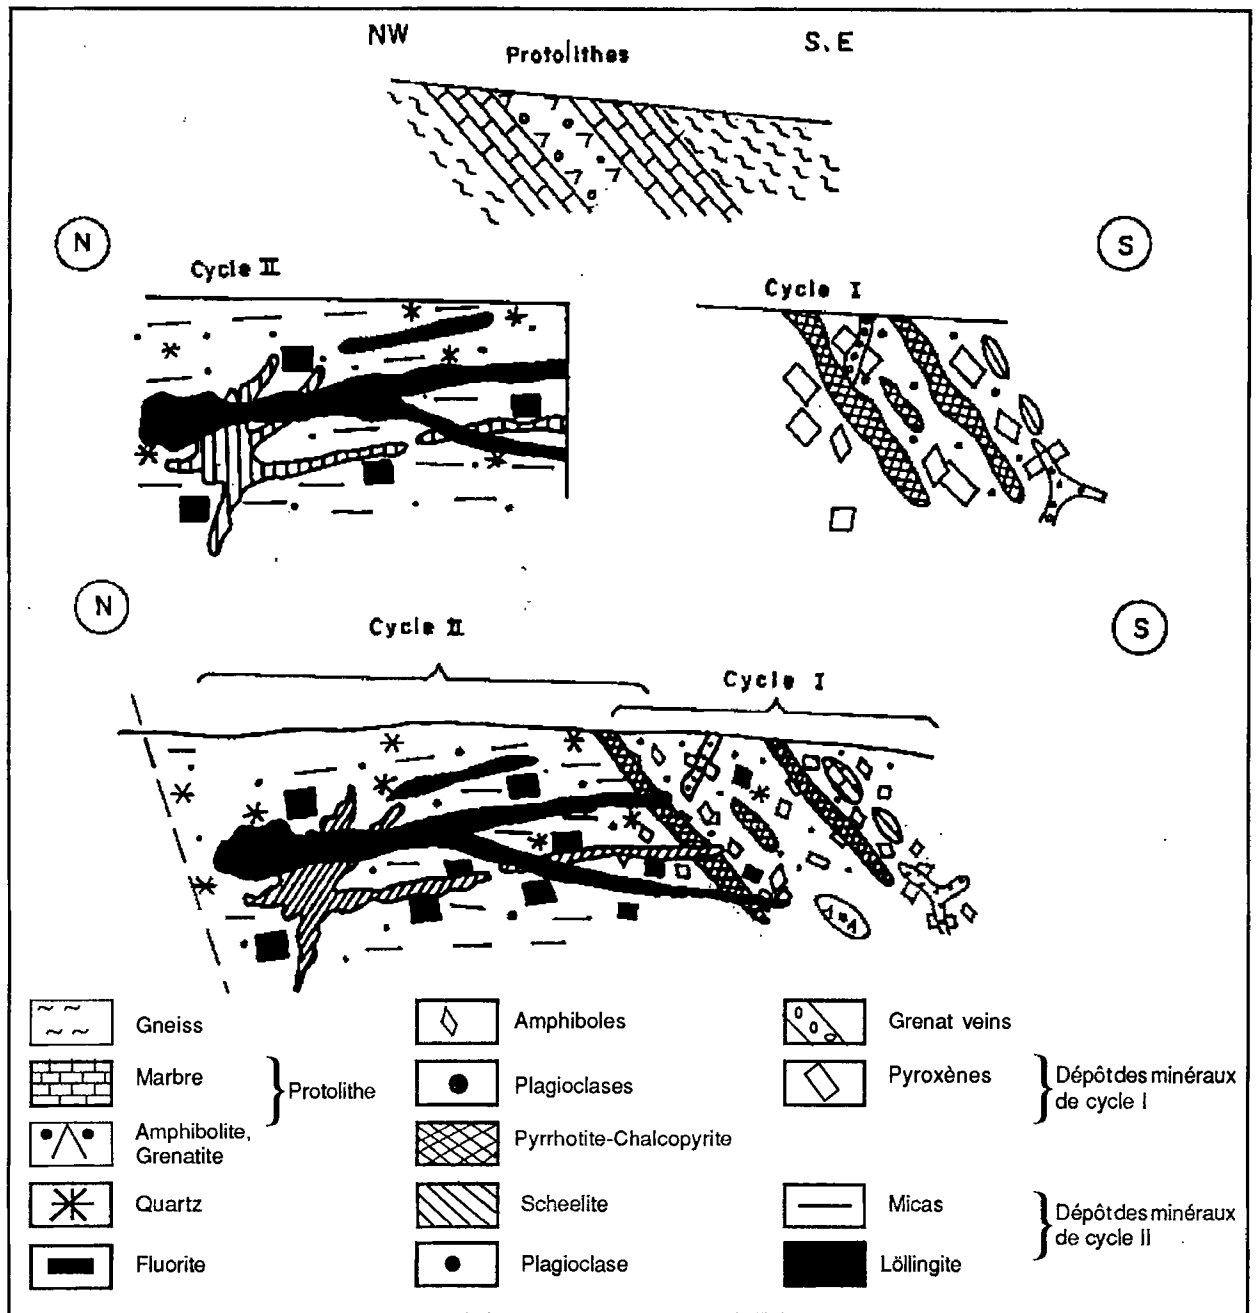 NW
S.E
Protolithes
N
S
Cycle II
Cycle I
N
S
Cycle II
Cycle I
Gneiss
Marbre
Protolithe
Amphibolite,
Grenatite
Quartz
Fluorite
Amphiboles
Plagioclases
Pyrrhotite-Chalcopyrite
Scheelite
Plagioclase
Grenat veins
Pyroxènes
Dépôt des minéraux
de cycle I
Micas
Dépôt des minéraux
de cycle II
Löllingite